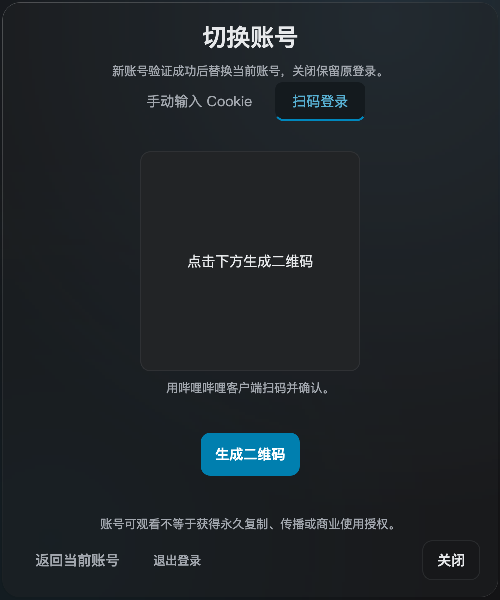 切换账号
新账号验证成功后替换当前账号，关闭保留原登录。
手动输入 Cookie 扫码登录
点击下方生成二维码
用哔哩哔哩客户端扫码并确认。
生成二维码
账号可观看不等于获得永久复制、传播或商业使用授权。
返回当前账号 退出登录 关闭